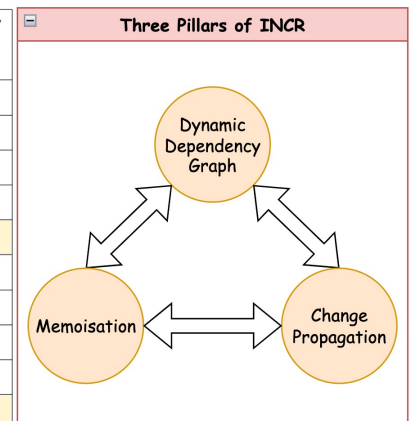 Three Pillars of INCR
Dynamic
Dependency
Graph
Memoisation
Change
Propagation